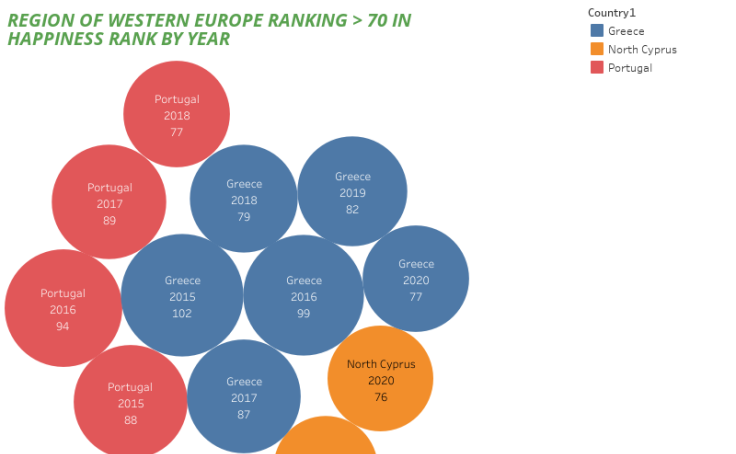 REGION OF WESTERN EUROPE RANKING > 70 IN
HAPPINESS RANK BY YEAR
Country1
Greece
North Cyprus
Portugal
Portugal
2018
77
Portugal
2017
89
Greece
2018
79
Greece
2019
82
Portugal
2016
94
Greece
2015
102
Greece
2016
99
Greece
2020
77
Portugal
2015
88
Greece
2017
87
North Cyprus
2020
76